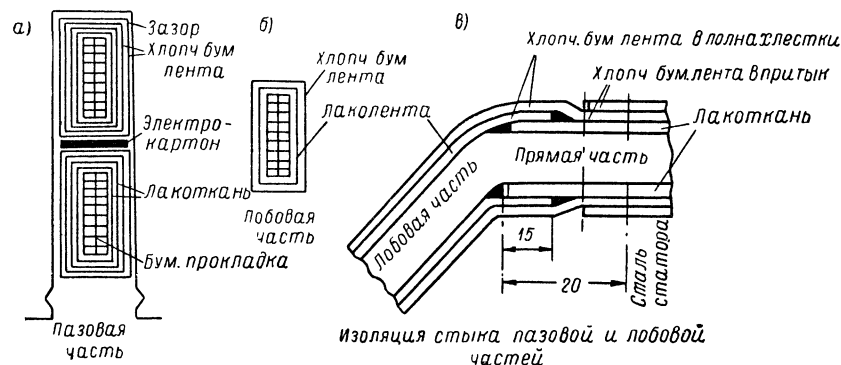 а)
Зазор
Хлопч бум
лента
Электро-
картон
Лакоткань
Бум. прокладка
Пазовая
часть
б)
Хлопч бум
лента
Лаколента
Лобовая
часть
в)
Хлопч. бум лента вполнахлестки
Хлопч бум.лента впритык
Лакоткань
Прямая часть
Лобовая часть
15
20
Сталь
статора
Изоляция стыка пазовой и лобовой
частей